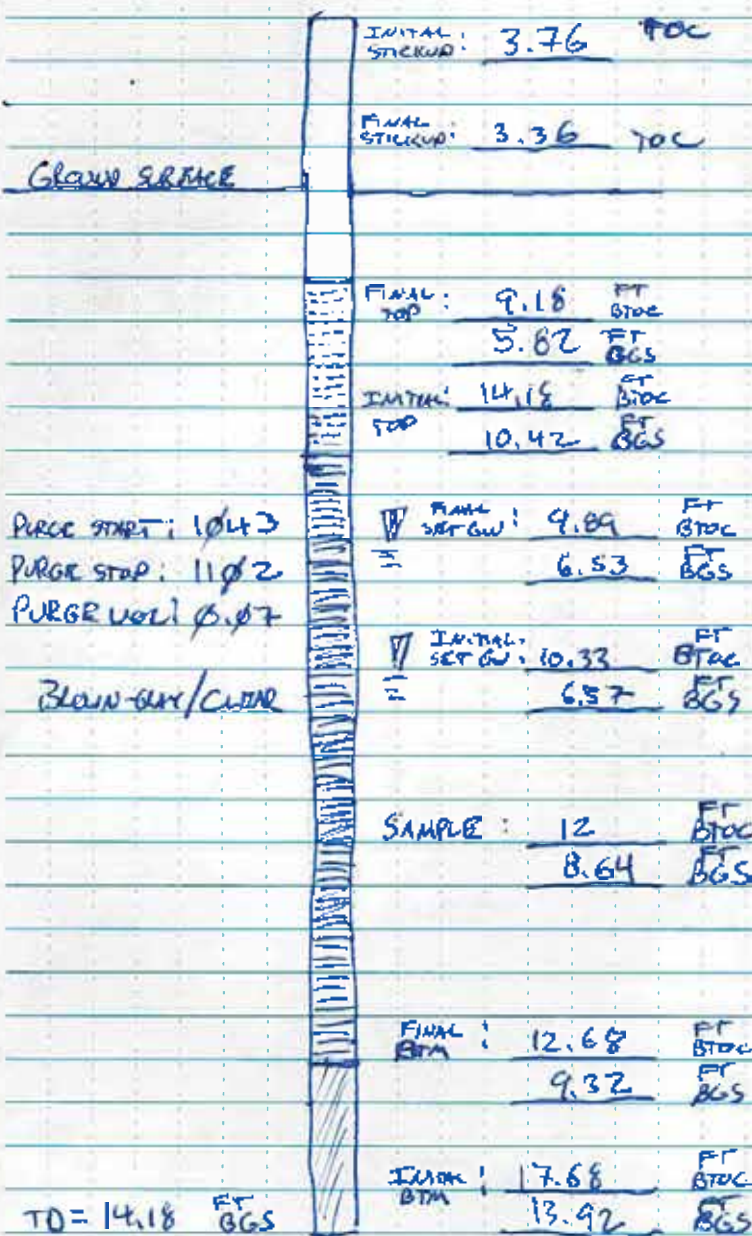 INITAL STICKUP: 3.76 TOC
FINAL STICKUP: 3.36 TOC
GROUND SURFACE
FINAL TOP: 9.18 FT BTOC
5.82 FT BGS
INITIAL TOP: 14.18 FT BTOC
10.42 FT BGS
PURGE START: 1043
FINAL SET GW: 9.89 FT BTOC
PURGE STOP: 1102
6.53 FT BGS
PURGE VOL: 0.07
INITIAL SET GW: 10.33 FT BTOC
BROWN-GRAY/CLEAR
6.57 FT BGS
SAMPLE: 12 FT BTOC
8.64 FT BGS
FINAL BTM: 12.68 FT BTOC
9.32 FT BGS
INITIAL BTM: 17.68 FT BTOC
TD = 14.18 FT BGS
13.92 FT BGS